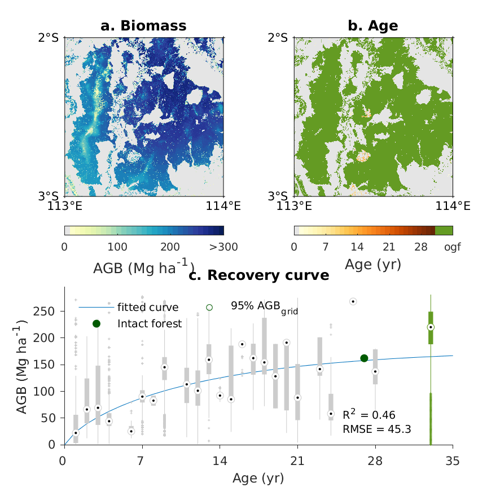 a. Biomass
b. Age
2°S
2°S
3°S
3°S
113°E
114°E
113°E
114°E
0
100
200
>300
0
7
14
21
28
ogf
AGB (Mg ha-1)
Age (yr)
c. Recovery curve
fitted curve
95% AGBgrid
Intact forest
250
200
150
100
50
0
AGB (Mg ha-1)
R2 = 0.46
RMSE = 45.3
0
7
14
21
28
35
Age (yr)